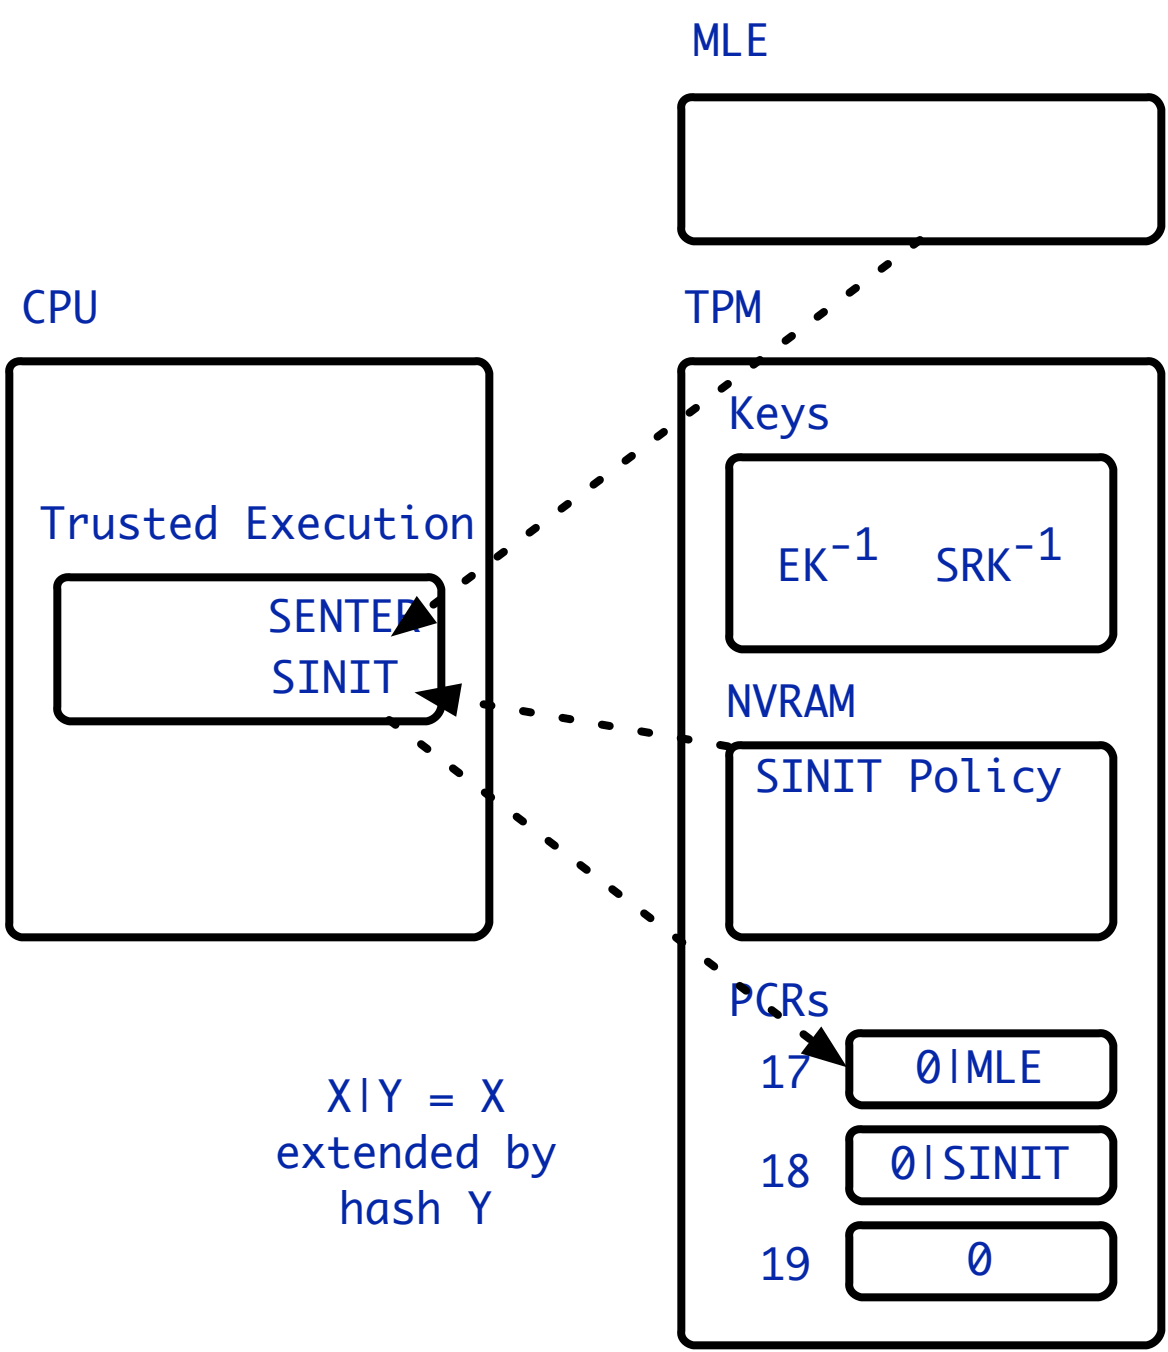 MLE
CPU
TPM
Keys
Trusted Execution
EK⁻¹ SRK⁻¹
SENTER
SINIT
NVRAM
SINIT Policy
PCRs
17 0|MLE
X|Y = X
extended by
hash Y
18 0|SINIT
19 0